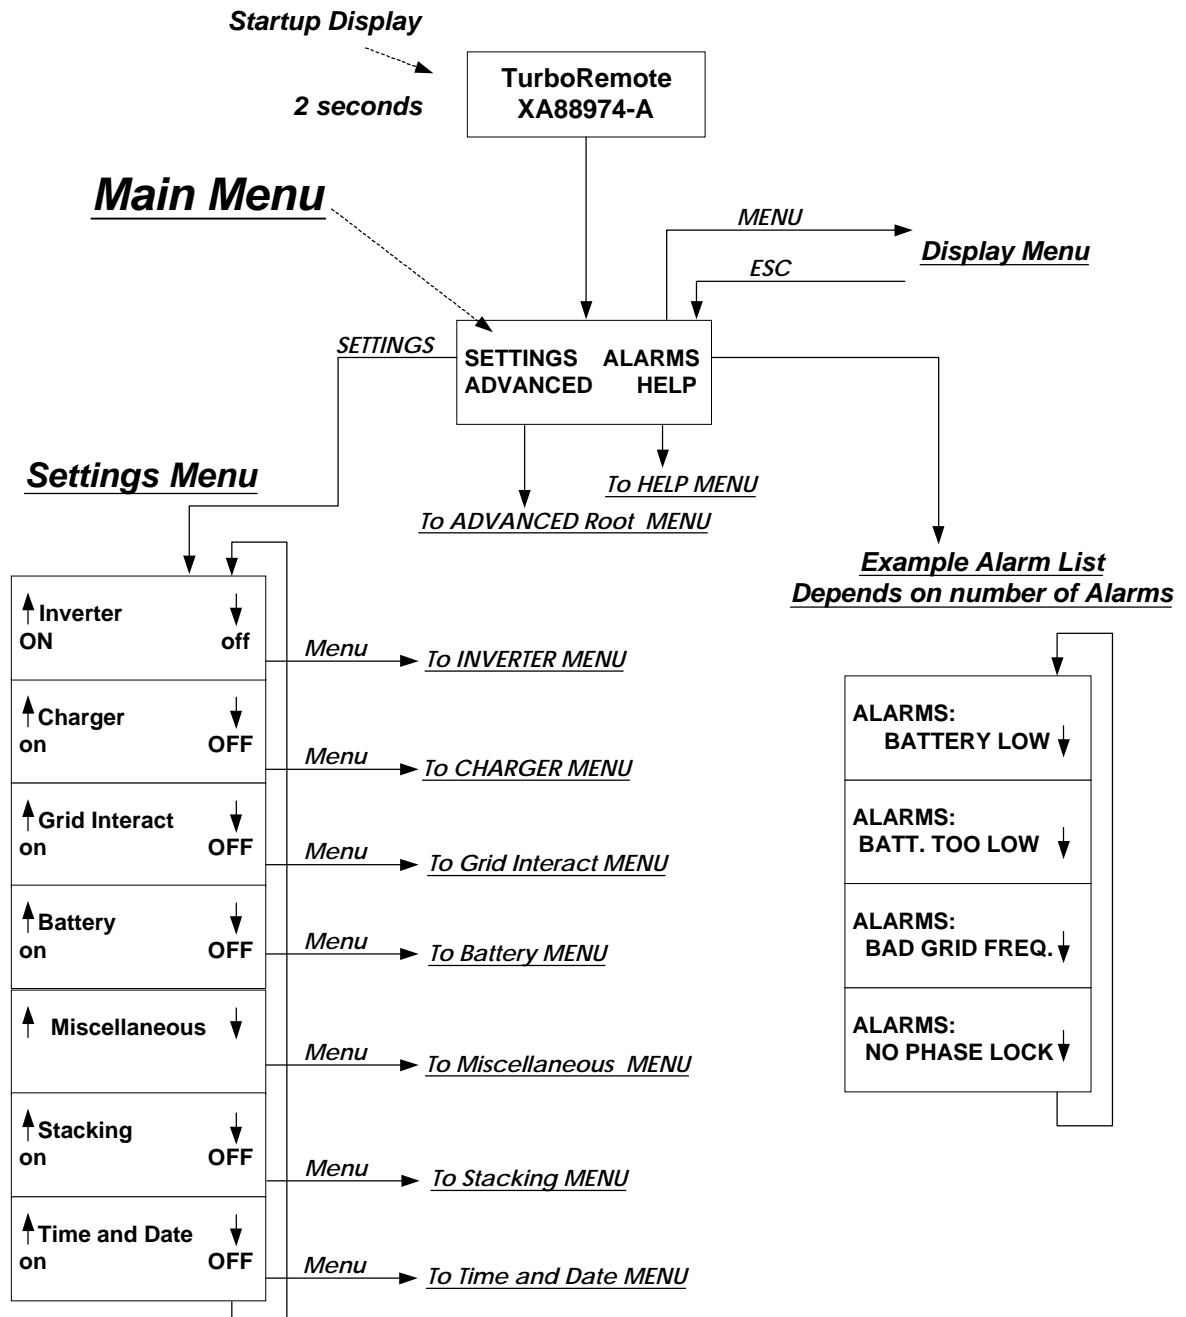 Startup Display
2 seconds
TurboRemote
XA88974-A
Main Menu
MENU
Display Menu
ESC
SETTINGS
SETTINGS ALARMS
ADVANCED HELP
Settings Menu
To HELP MENU
To ADVANCED Root MENU
Example Alarm List
Depends on number of Alarms
Inverter
ON off
Menu
To INVERTER MENU
Charger
on OFF
Menu
To CHARGER MENU
Grid Interact
on OFF
Menu
To Grid Interact MENU
Battery
on OFF
Menu
To Battery MENU
Miscellaneous
Menu
To Miscellaneous MENU
Stacking
on OFF
Menu
To Stacking MENU
Time and Date
on OFF
Menu
To Time and Date MENU
ALARMS:
BATTERY LOW
ALARMS:
BATT. TOO LOW
ALARMS:
BAD GRID FREQ.
ALARMS:
NO PHASE LOCK